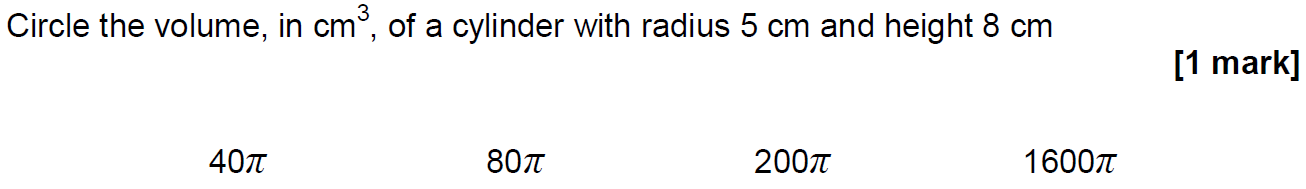 Circle the volume, in cm³, of a cylinder with radius 5 cm and height 8 cm
[1 mark]
40π 80π 200π 1600π